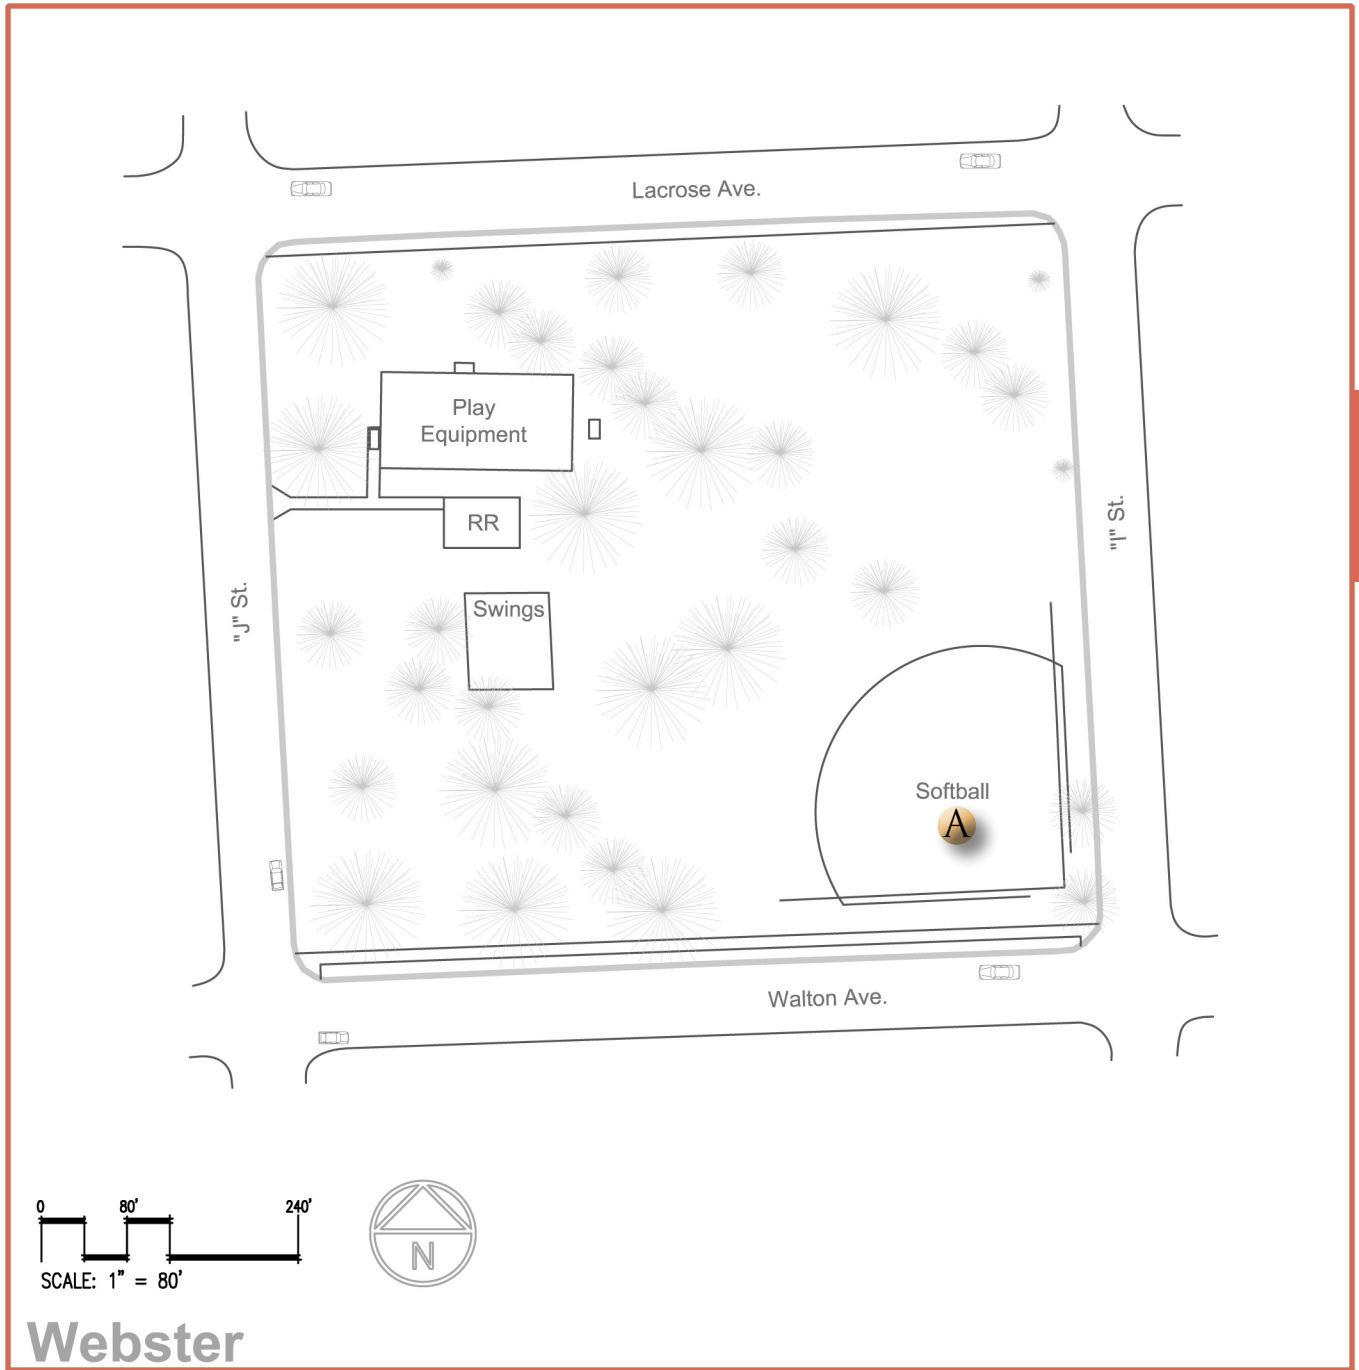 Lacrose Ave.
Play
Equipment
RR
"I" St.
"J" St.
Swings
Softball
A
Walton Ave.
0 80' 240'
SCALE: 1" = 80'
N
Webster